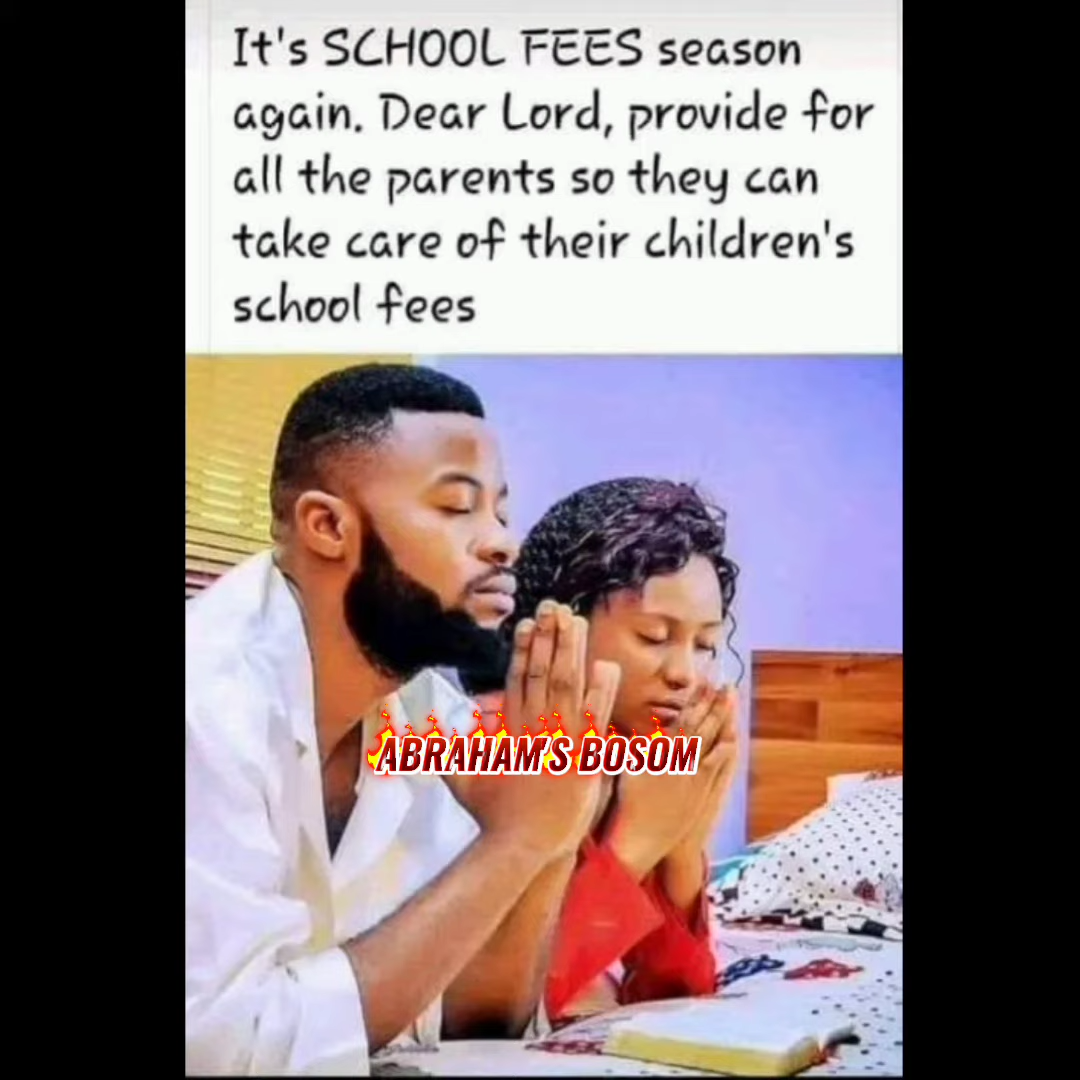 It's SCHOOL FEES season
again. Dear Lord, provide for
all the parents so they can
take care of their children's
school fees
ABRAHAM'S BOSOM